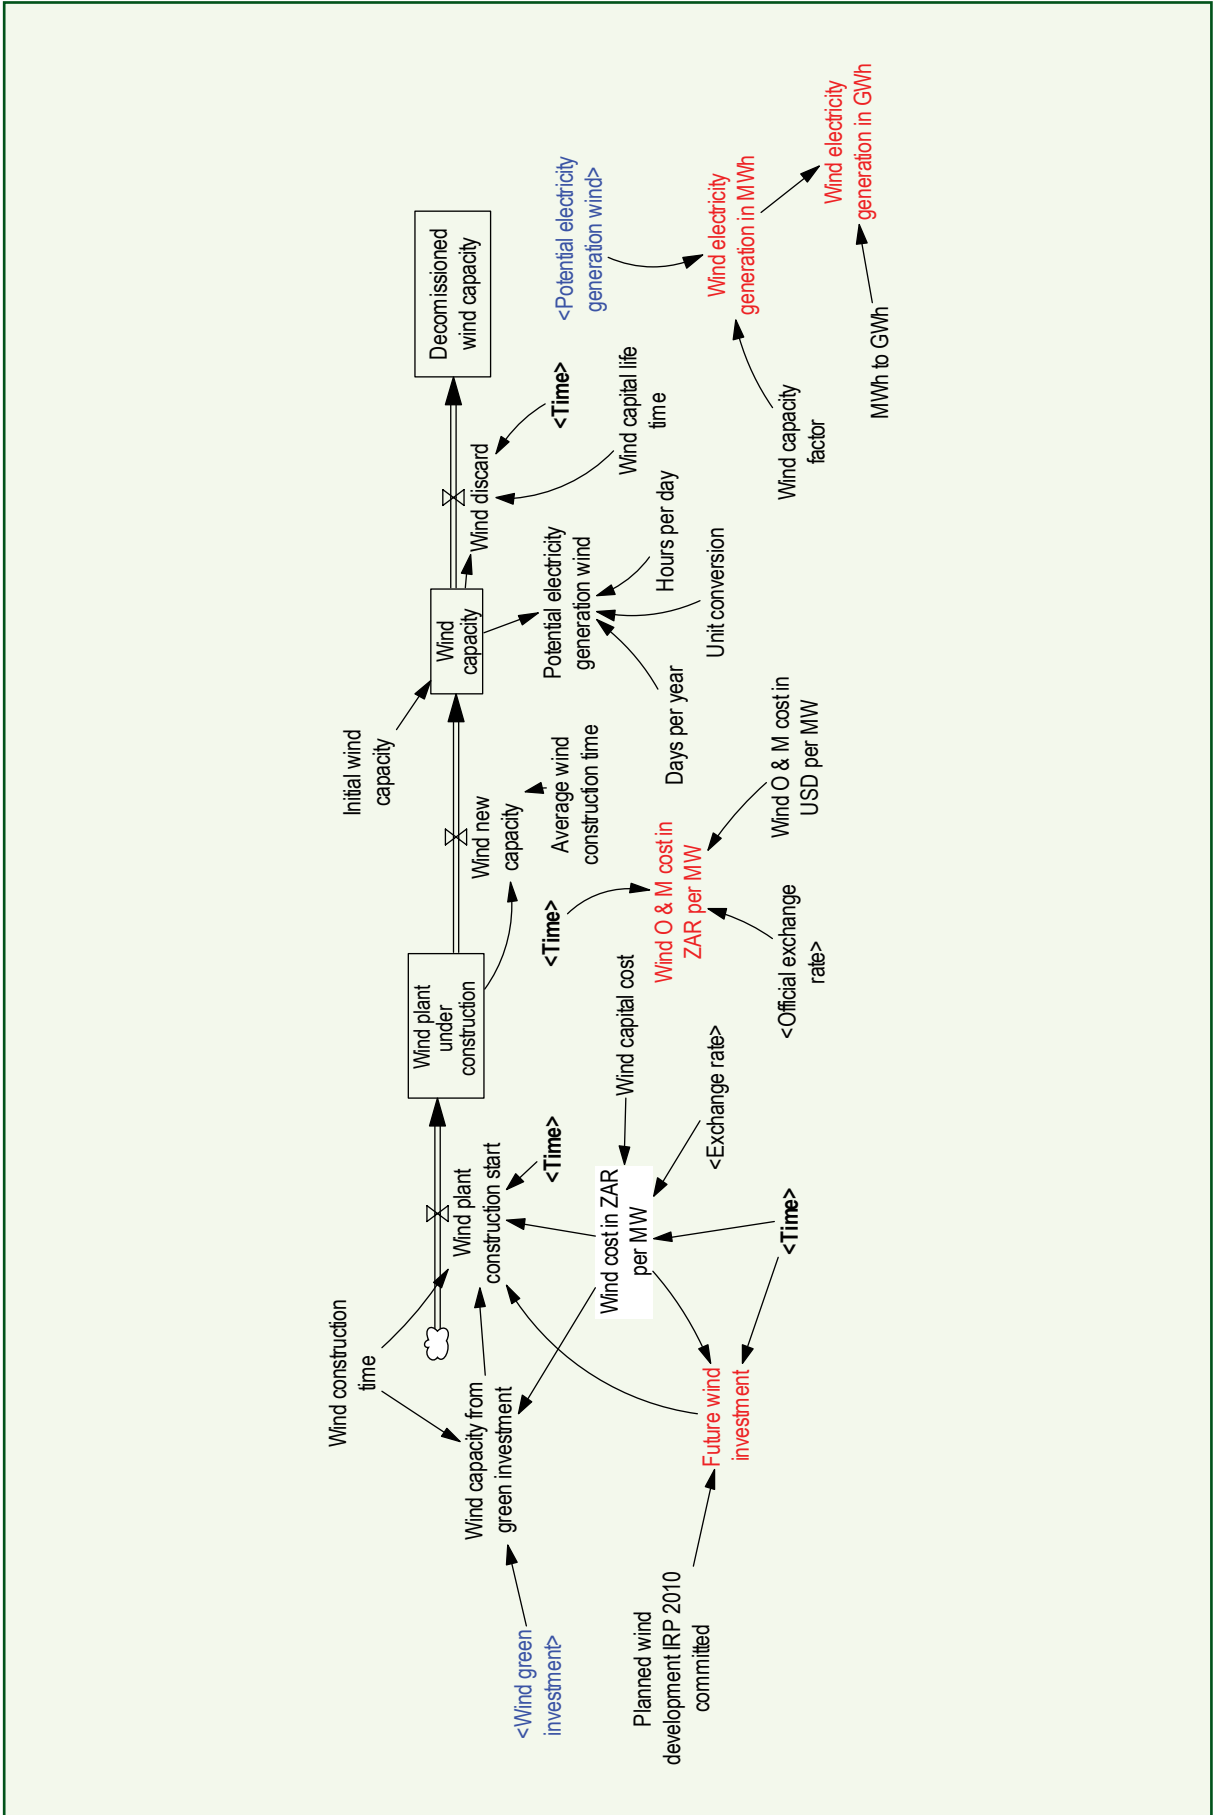 Wind construction
time
Initial wind
capacity
Wind plant
under
construction
Wind
capacity
Decomissioned
wind capacity
Wind plant
construction start
Wind new
capacity
Wind discard
<Time>
<Time>
Average wind
construction time
<Time>
Wind capacity from
green investment
<Wind green
investment>
Potential electricity
generation wind
<Potential electricity
generation wind>
Wind capital life
time
Hours per day
Unit conversion
Days per year
Wind cost in ZAR
per MW
Wind capital cost
<Exchange rate>
<Time>
Wind O & M cost in
ZAR per MW
Wind O & M cost in
USD per MW
<Official exchange
rate>
Future wind
investment
Planned wind
development IRP 2010
committed
Wind electricity
generation in MWh
Wind capacity
factor
Wind electricity
generation in GWh
MWh to GWh